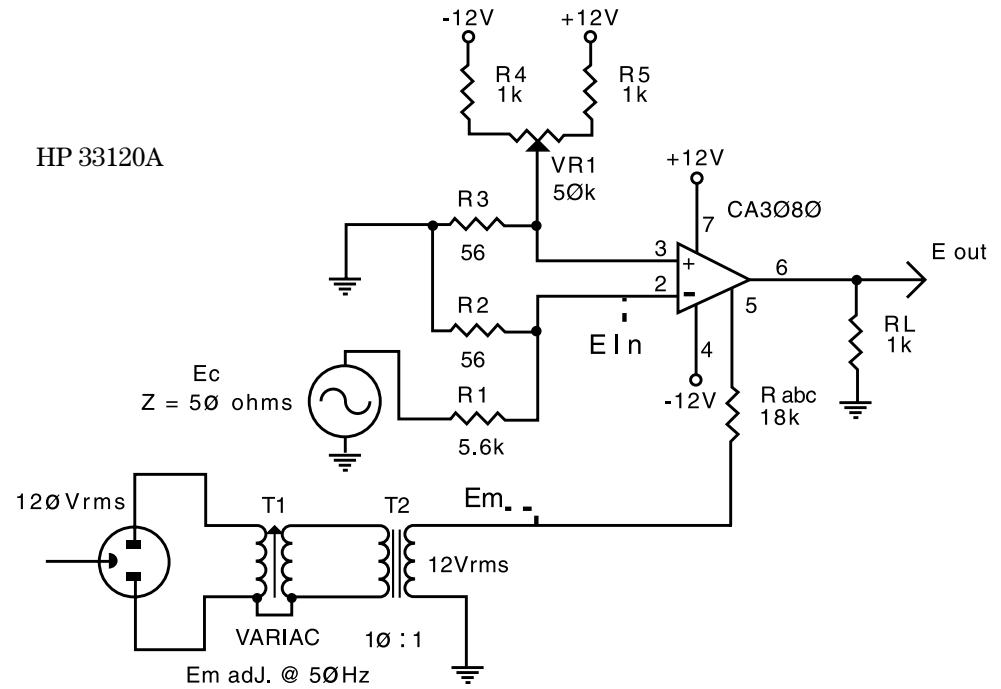 -12V
+12V
R4
1k
R5
1k
HP 33120A
VR1
5Øk
+12V
CA3Ø8Ø
7
R3
56
3
+
2
-
6
E out
5
R2
56
EIn
4
-12V
RL
1k
Ec
Z = 5Ø ohms
R1
5.6k
R abc
18k
12ØVrms
T1
T2
Em
12Vrms
VARIAC
1Ø : 1
Em adJ. @ 5ØHz